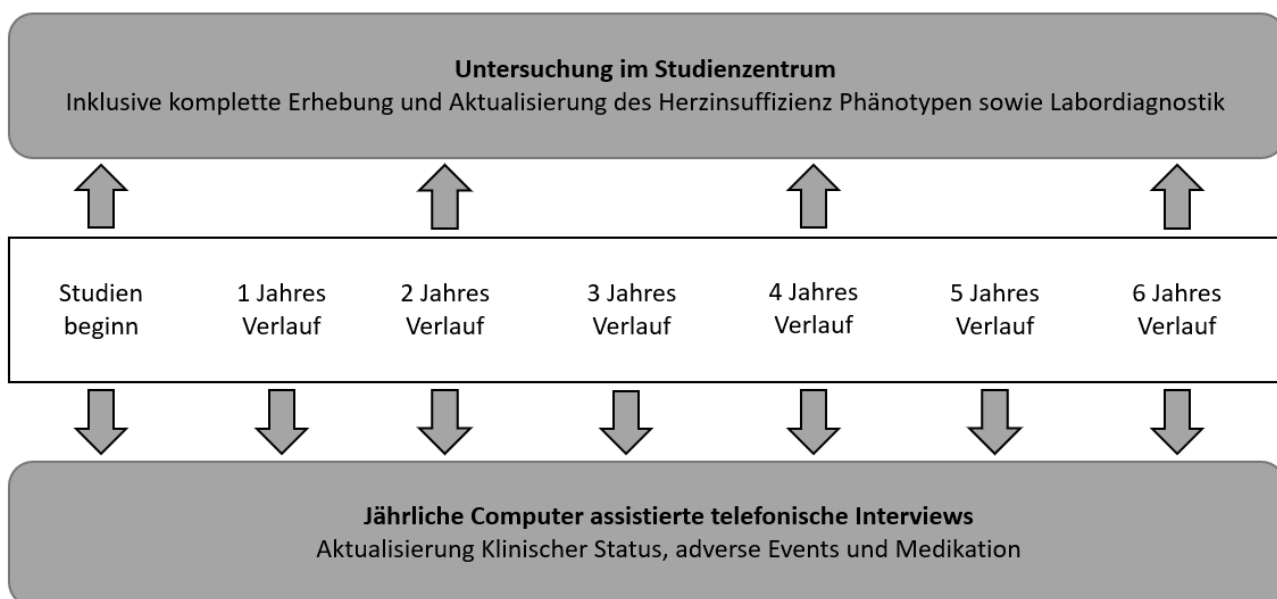 Untersuchung im Studienzentrum
Inklusive komplette Erhebung und Aktualisierung des Herzinsuffizienz Phänotypen sowie Labordiagnostik
Studien
beginn
1 Jahres
Verlauf
2 Jahres
Verlauf
3 Jahres
Verlauf
4 Jahres
Verlauf
5 Jahres
Verlauf
6 Jahres
Verlauf
Jährliche Computer assistierte telefonische Interviews
Aktualisierung Klinischer Status, adverse Events und Medikation